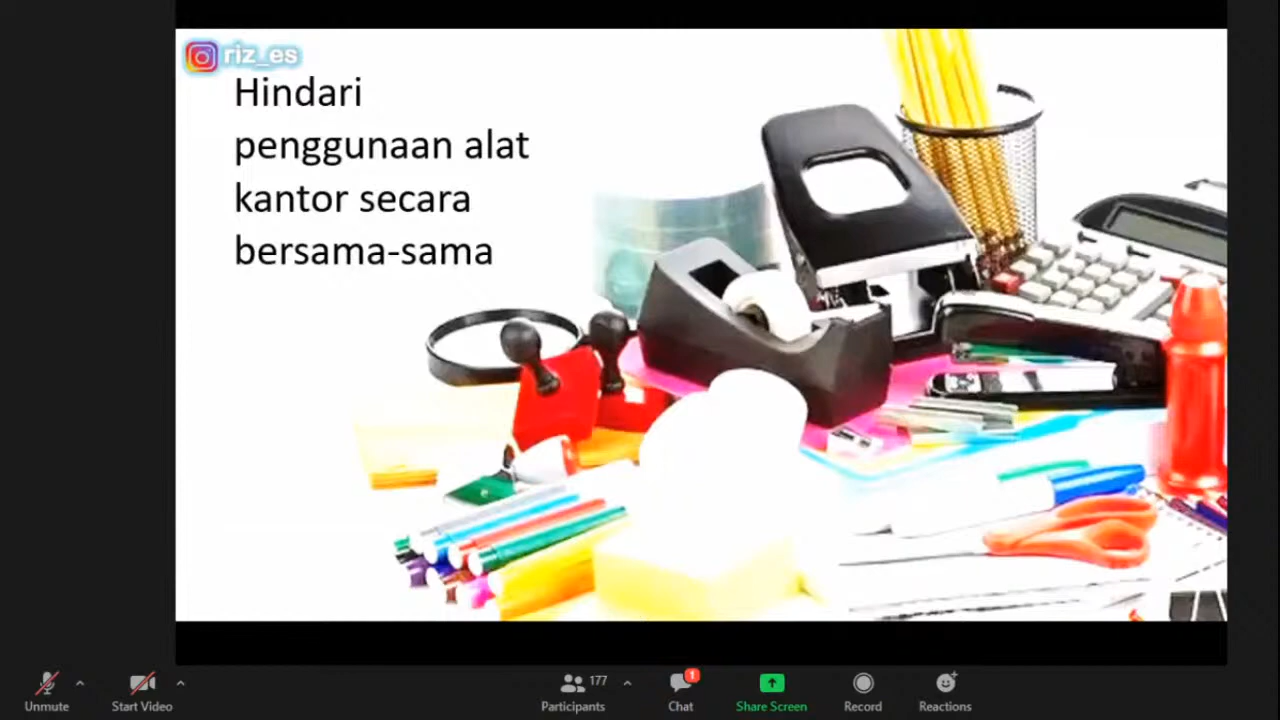 riz_es
Hindari
penggunaan alat
kantor secara
bersama-sama
177
1
Unmute
Start Video
Participants
Chat
Share Screen
Record
Reactions